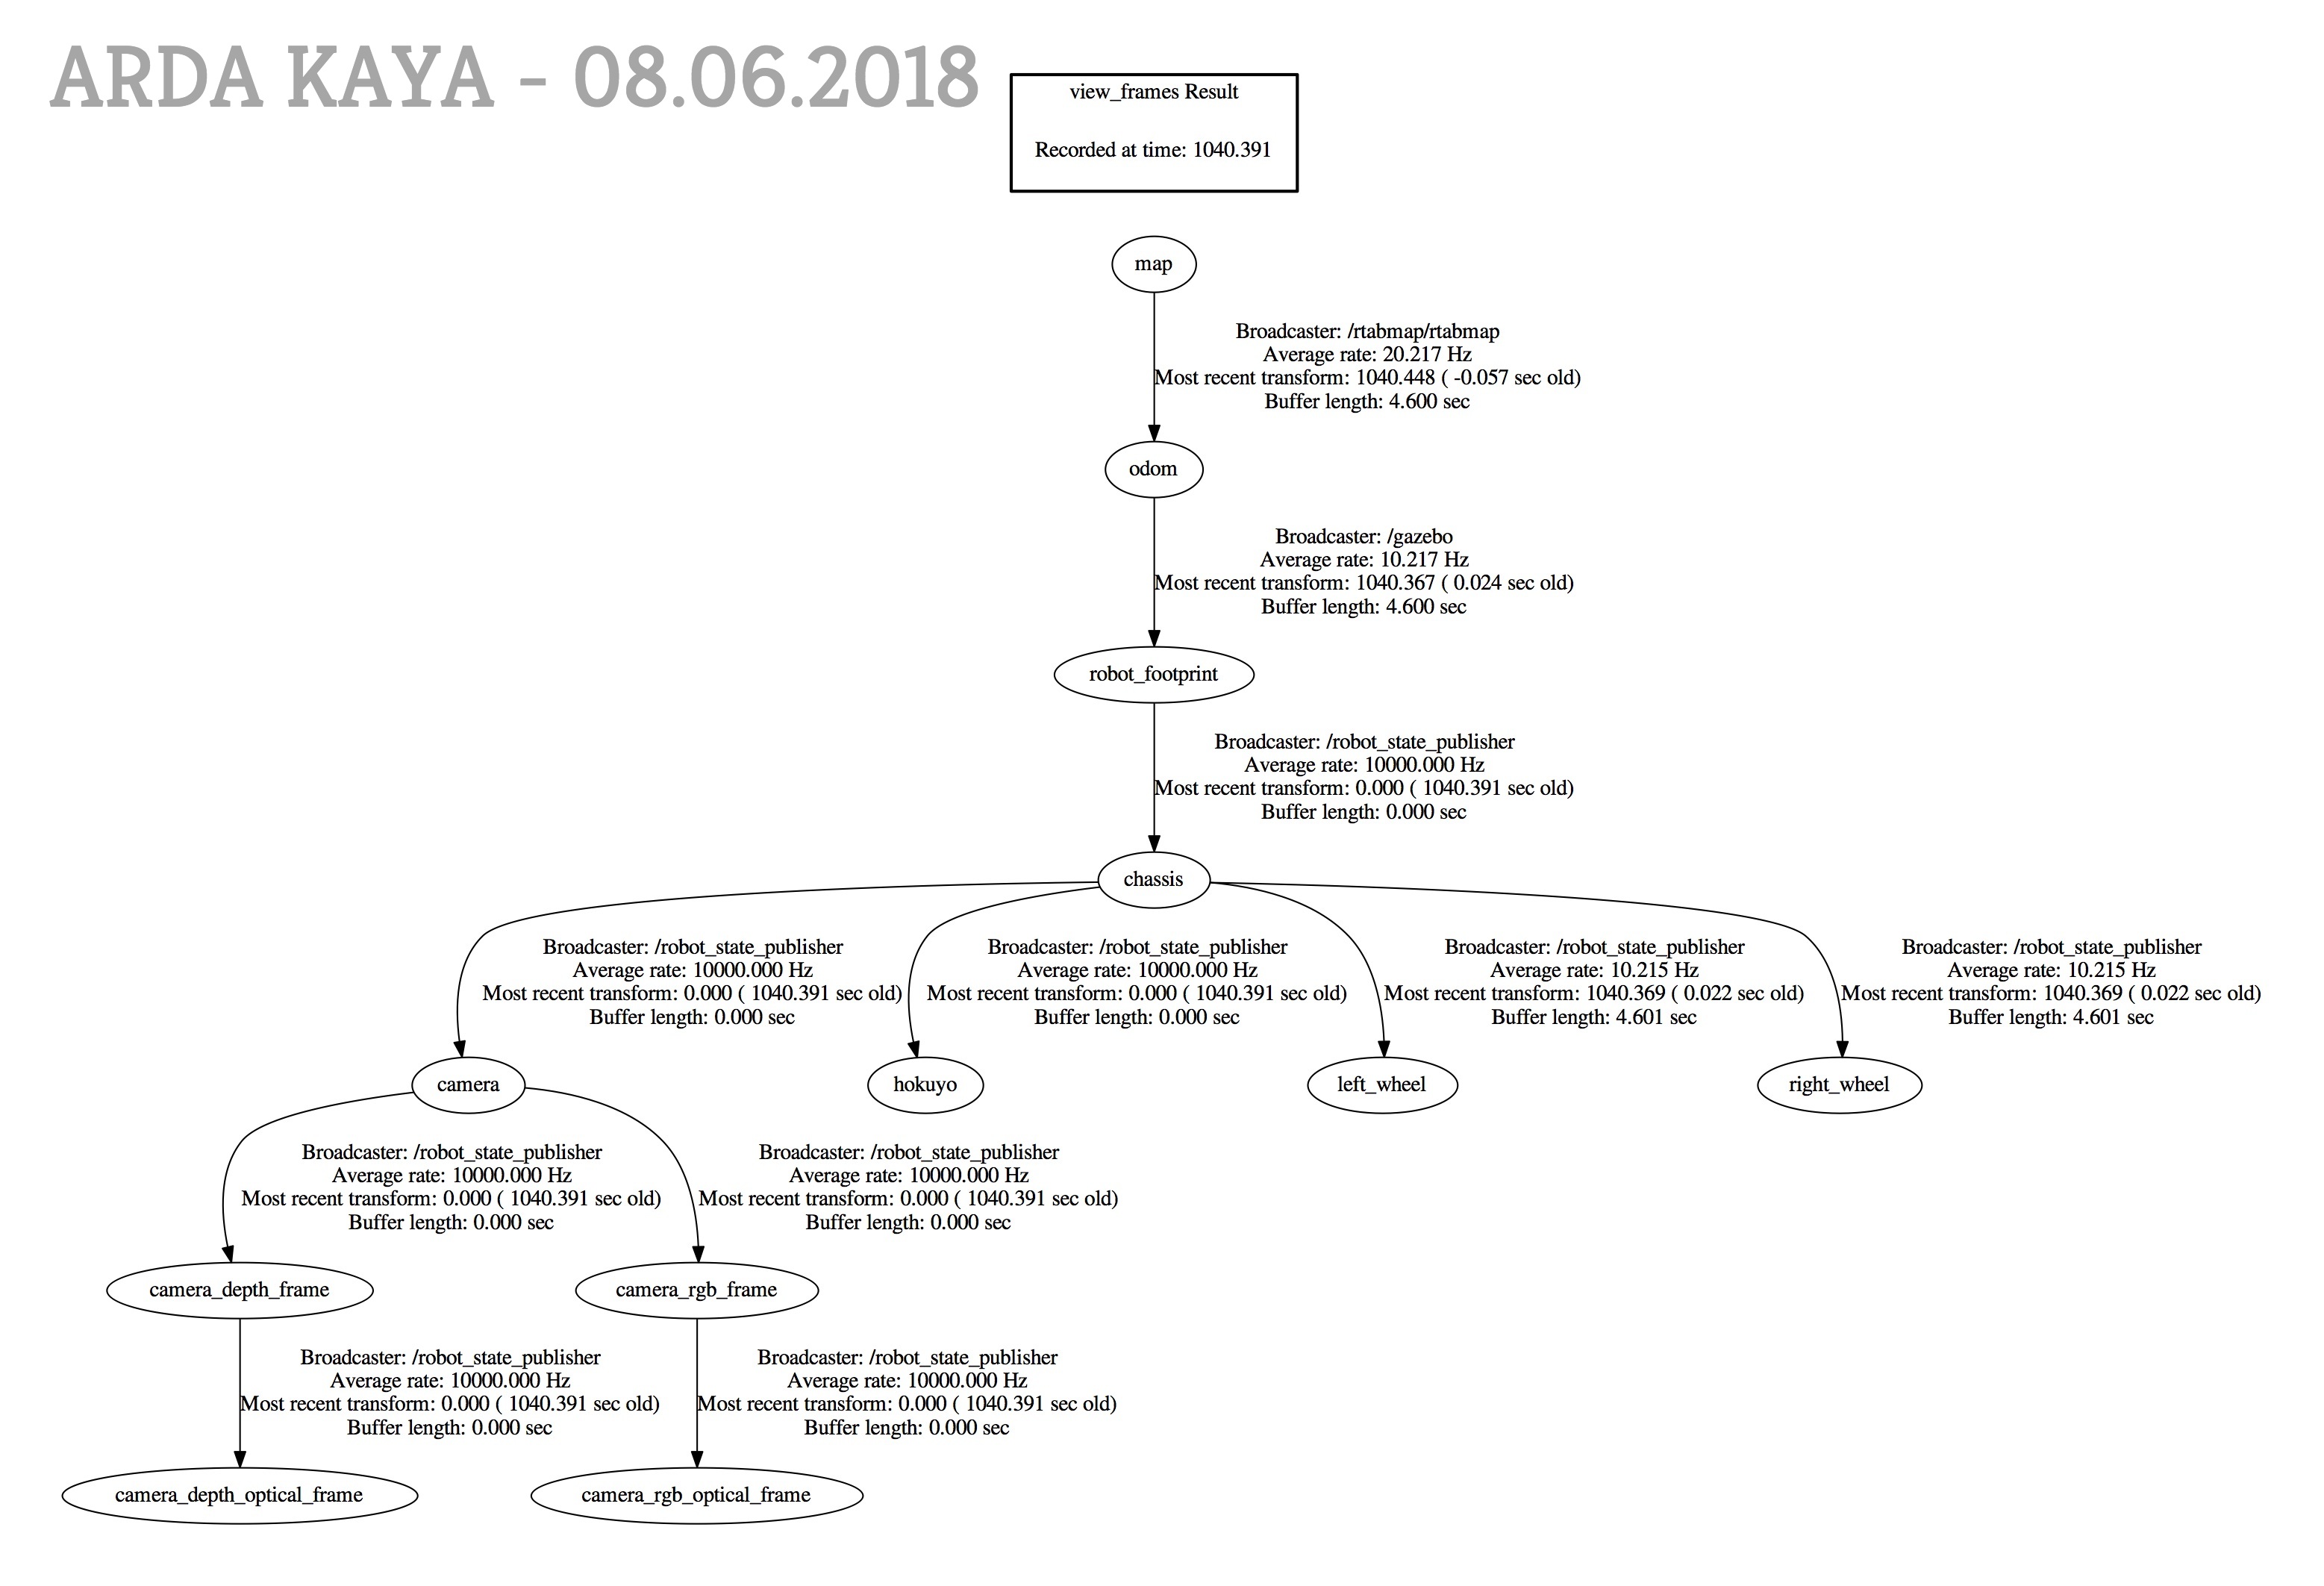 ARDA KAYA - 08.06.2018
view_frames Result
Recorded at time: 1040.391
map
Broadcaster: /rtabmap/rtabmap
Average rate: 20.217 Hz
Most recent transform: 1040.448 ( -0.057 sec old)
Buffer length: 4.600 sec
odom
Broadcaster: /gazebo
Average rate: 10.217 Hz
Most recent transform: 1040.367 ( 0.024 sec old)
Buffer length: 4.600 sec
robot_footprint
Broadcaster: /robot_state_publisher
Average rate: 10000.000 Hz
Most recent transform: 0.000 ( 1040.391 sec old)
Buffer length: 0.000 sec
chassis
Broadcaster: /robot_state_publisher
Average rate: 10000.000 Hz
Most recent transform: 0.000 ( 1040.391 sec old)
Buffer length: 0.000 sec
Broadcaster: /robot_state_publisher
Average rate: 10000.000 Hz
Most recent transform: 0.000 ( 1040.391 sec old)
Buffer length: 0.000 sec
Broadcaster: /robot_state_publisher
Average rate: 10.215 Hz
Most recent transform: 1040.369 ( 0.022 sec old)
Buffer length: 4.601 sec
Broadcaster: /robot_state_publisher
Average rate: 10.215 Hz
Most recent transform: 1040.369 ( 0.022 sec old)
Buffer length: 4.601 sec
camera
hokuyo
left_wheel
right_wheel
Broadcaster: /robot_state_publisher
Average rate: 10000.000 Hz
Most recent transform: 0.000 ( 1040.391 sec old)
Buffer length: 0.000 sec
Broadcaster: /robot_state_publisher
Average rate: 10000.000 Hz
Most recent transform: 0.000 ( 1040.391 sec old)
Buffer length: 0.000 sec
camera_depth_frame
camera_rgb_frame
Broadcaster: /robot_state_publisher
Average rate: 10000.000 Hz
Most recent transform: 0.000 ( 1040.391 sec old)
Buffer length: 0.000 sec
Broadcaster: /robot_state_publisher
Average rate: 10000.000 Hz
Most recent transform: 0.000 ( 1040.391 sec old)
Buffer length: 0.000 sec
camera_depth_optical_frame
camera_rgb_optical_frame